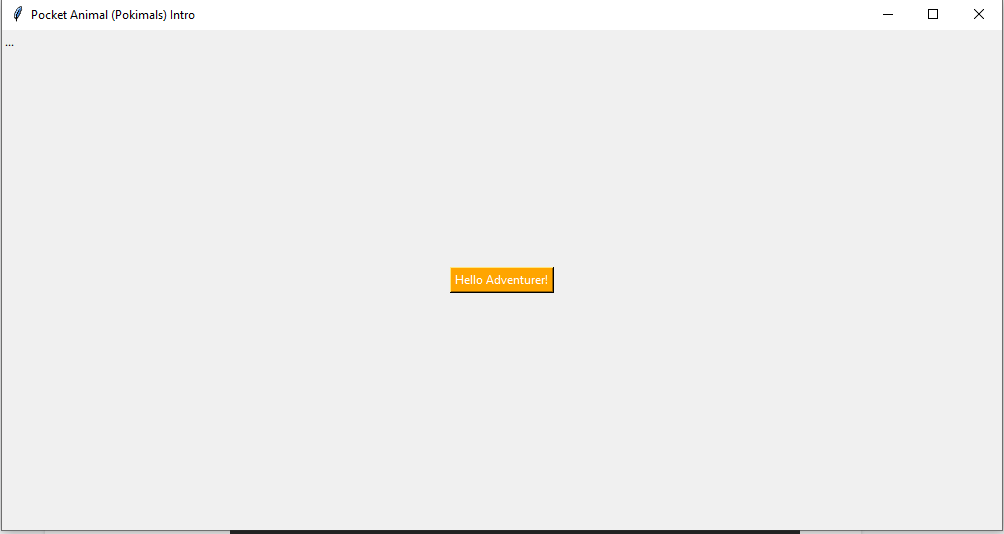 Pocket Animal (Pokimals) Intro
...
Hello Adventurer!